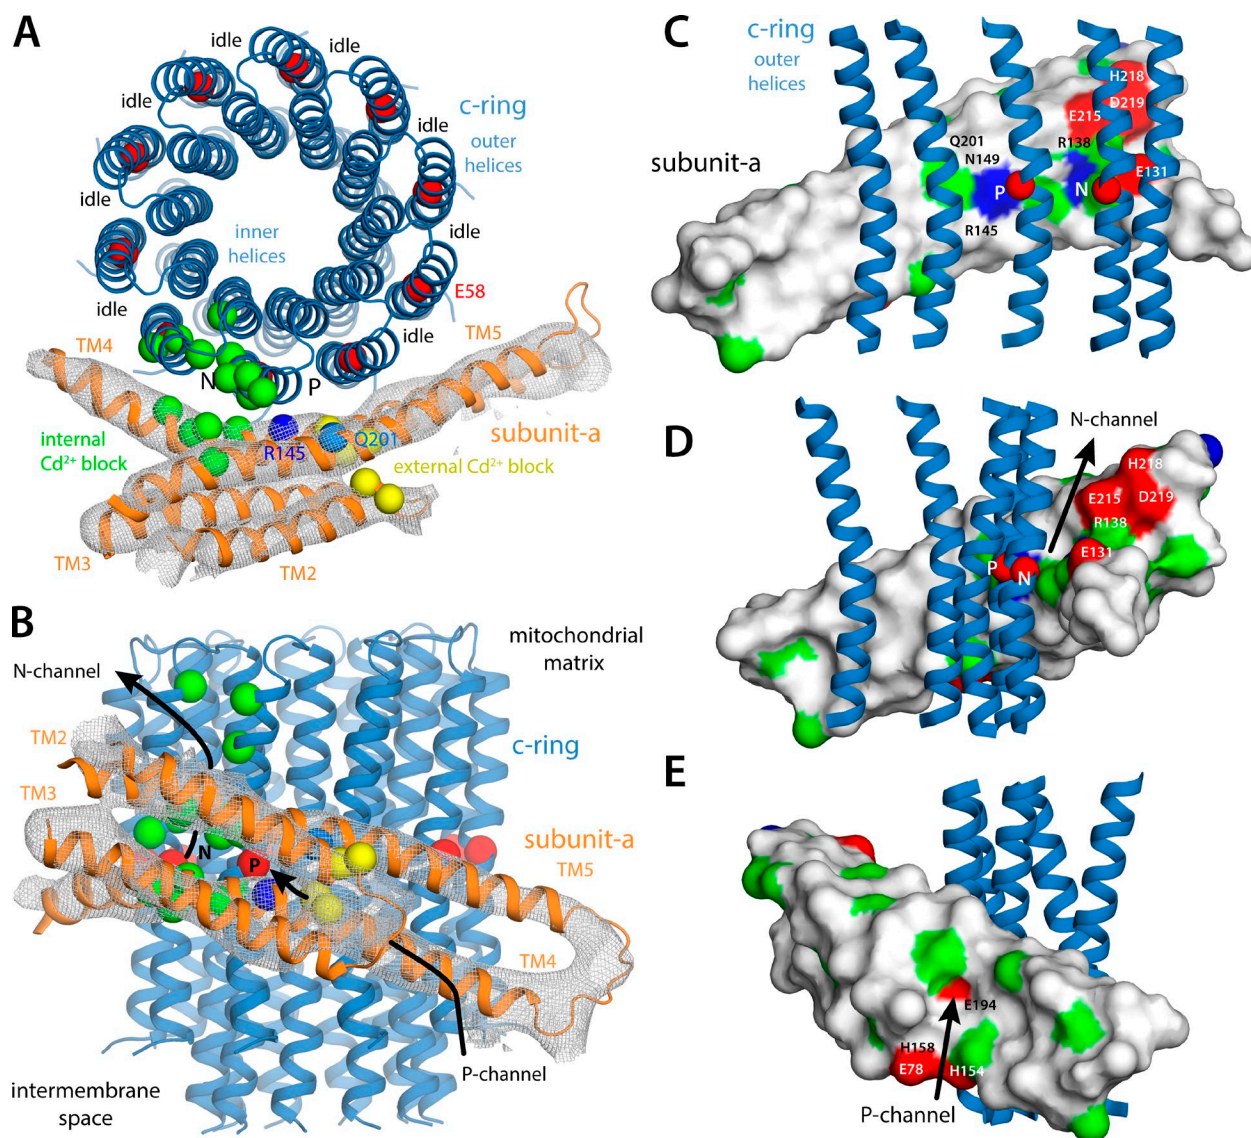 A
idle
idle
idle
idle
idle
c-ring
outer
helices
idle
inner
helices
idle
E58
idle
idle
TM4
TM5
N
P
internal
Cd²⁺ block
R145
Q201
subunit-a
external Cd²⁺ block
TM3
TM2
B
mitochondrial
matrix
N-channel
c-ring
TM2
TM3
subunit-a
TM5
N
P
TM4
P-channel
intermembrane
space
C
c-ring
outer
helices
H218
D219
E215
Q201
R138
N149
E131
subunit-a
P
N
R145
D
N-channel
H218
E215
D219
R138
E131
P
N
E
E194
H158
E78
H154
P-channel